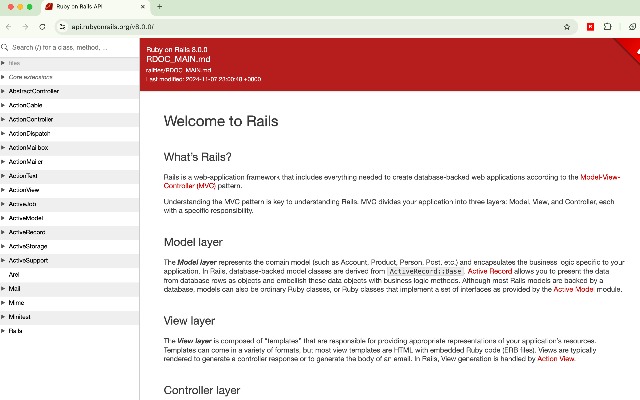 Ruby on Rails API
api.rubyonrails.org/v8.0.0/
Search (/) for a class, method, ...
files
Core extensions
AbstractController
ActionCable
ActionController
ActionDispatch
ActionMailbox
ActionMailer
ActionText
ActionView
ActiveJob
ActiveModel
ActiveRecord
ActiveStorage
ActiveSupport
Arel
Mail
Mime
Minitest
Rails
Ruby on Rails 8.0.0
RDOC_MAIN.md
railties/RDOC_MAIN.md
Last modified: 2024-11-07 23:00:48 +0000
Welcome to Rails
What's Rails?
Rails is a web-application framework that includes everything needed to create database-backed web applications according to the Model-View-
Controller (MVC) pattern.
Understanding the MVC pattern is key to understanding Rails. MVC divides your application into three layers: Model, View, and Controller, each
with a specific responsibility.
Model layer
The Model layer represents the domain model (such as Account, Product, Person, Post, etc.) and encapsulates the business logic specific to your
application. In Rails, database-backed model classes are derived from ActiveRecord::Base. Active Record allows you to present the data
from database rows as objects and embellish these data objects with business logic methods. Although most Rails models are backed by a
database, models can also be ordinary Ruby classes, or Ruby classes that implement a set of interfaces as provided by the Active Model module.
View layer
The View layer is composed of "templates" that are responsible for providing appropriate representations of your application's resources.
Templates can come in a variety of formats, but most view templates are HTML with embedded Ruby code (ERB files). Views are typically
rendered to generate a controller response or to generate the body of an email. In Rails, View generation is handled by Action View.
Controller layer